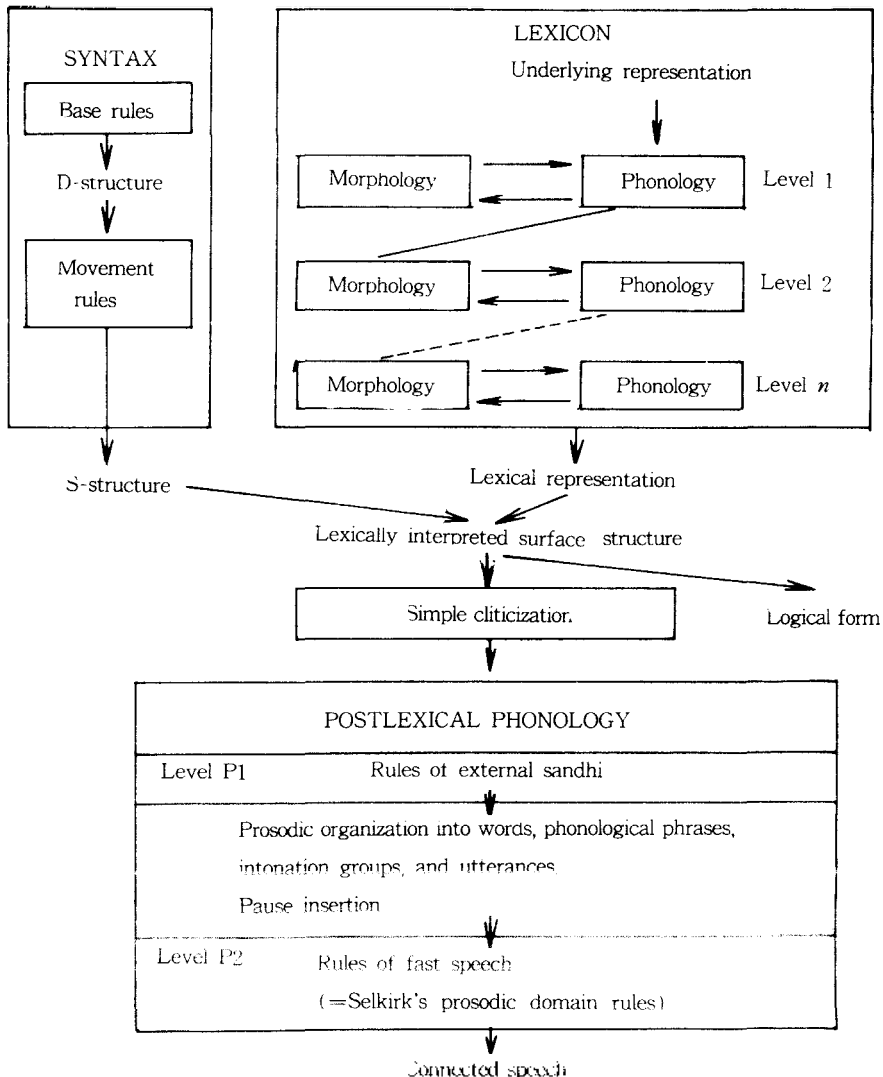 SYNTAX
Base rules
D-structure
Movement
rules
LEXICON
Underlying representation
Morphology
Phonology
Level 1
Morphology
Phonology
Level 2
Morphology
Phonology
Level n
S-structure
Lexical representation
Lexically interpreted surface structure
Simple cliticization.
Logical form
POSTLEXICAL PHONOLOGY
Level P1
Rules of external sandhi
Prosodic organization into words, phonological phrases,
intonation groups, and utterances
Pause insertion
Level P2
Rules of fast speech
(=Selkirk's prosodic domain rules)
Connected speech